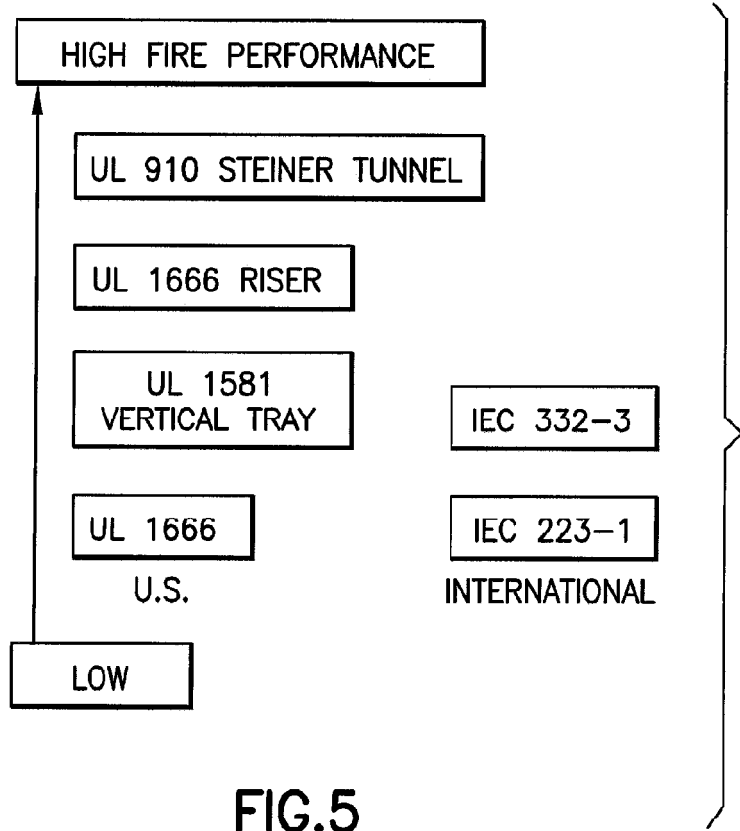 HIGH FIRE PERFORMANCE
UL 910 STEINER TUNNEL
UL 1666 RISER
UL 1581
VERTICAL TRAY
IEC 332-3
UL 1666
IEC 223-1
U.S.
INTERNATIONAL
LOW
FIG.5